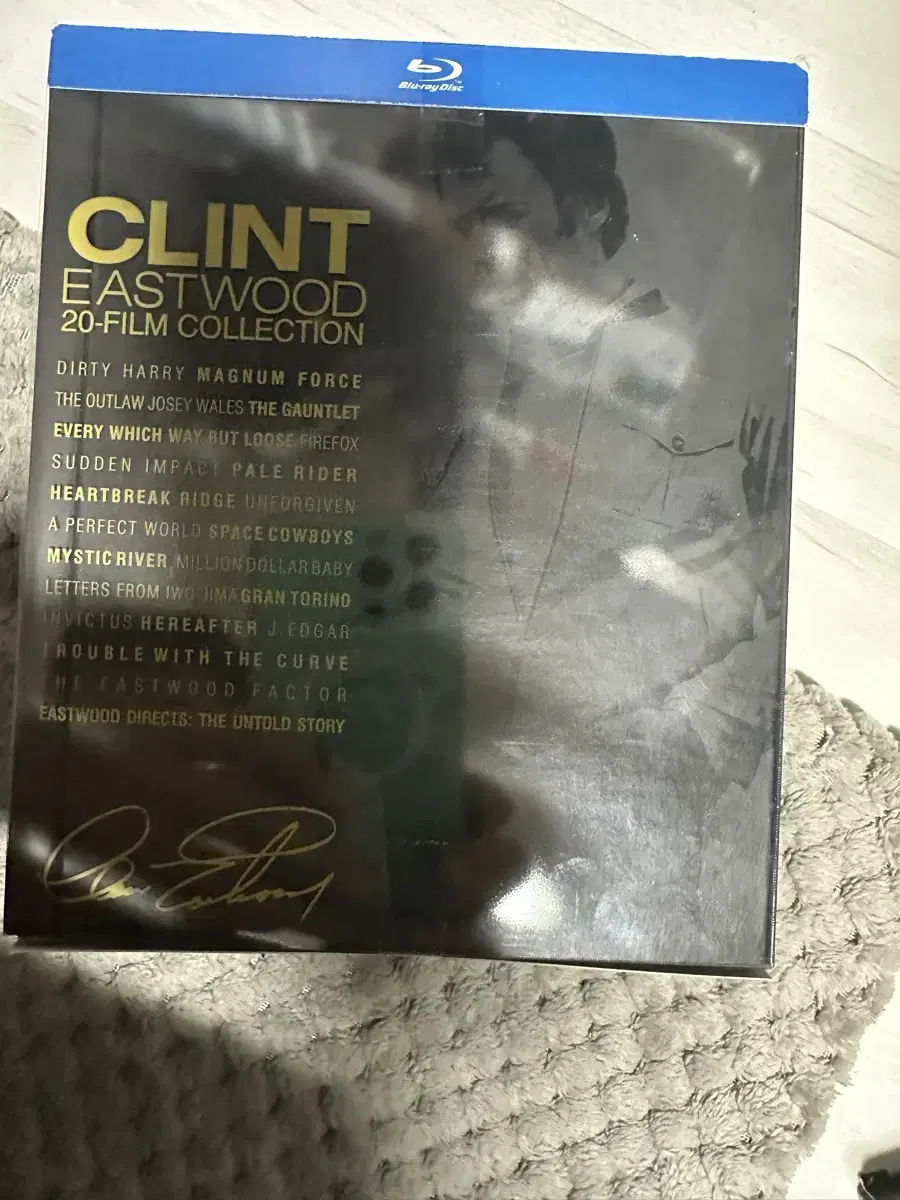 Blu-ray Disc
CLINT
EASTWOOD
20-FILM COLLECTION
DIRTY HARRY MAGNUM FORCE
THE OUTLAW JOSEY WALES THE GAUNTLET
EVERY WHICH WAY BUT LOOSE FIREFOX
SUDDEN IMPACT PALE RIDER
HEARTBREAK RIDGE UNFORGIVEN
A PERFECT WORLD SPACE COWBOYS
MYSTIC RIVER MILLION DOLLAR BABY
LETTERS FROM IWO JIMA GRAN TORINO
INVICTUS HEREAFTER J. EDGAR
TROUBLE WITH THE CURVE
THE EASTWOOD FACTOR
EASTWOOD DIRECTS: THE UNTOLD STORY
Clint Eastwood